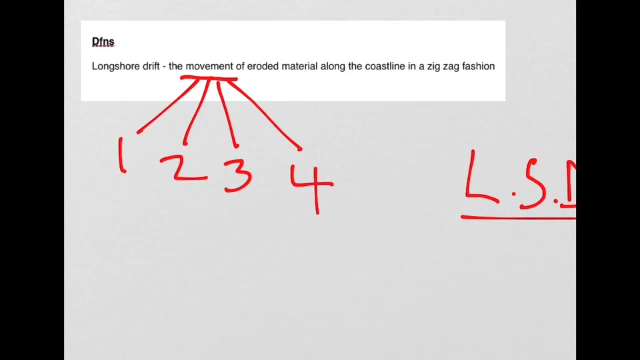 Dfns
Longshore drift - the movement of eroded material along the coastline in a zig zag fashion
1 2 3 4
L.S.D